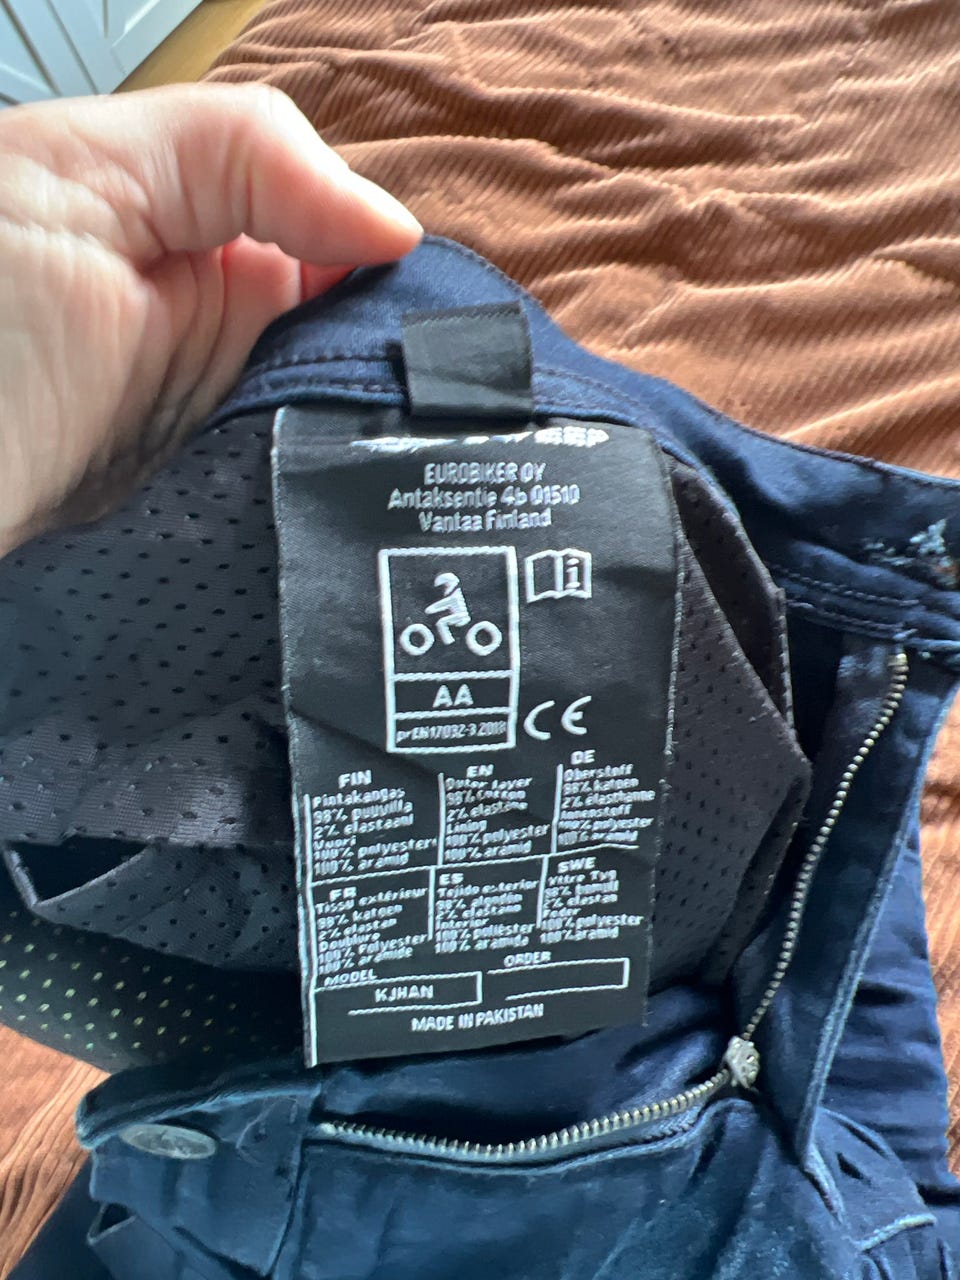 EUROBIKER OY
Antaksentie 4b 01510
Vantaa Finland
i
AA
prEN17092-3:2018
CE
FIN
Pintakangas
98% puuvilla
2% elastaani
Vuori
100% polyesteri
100% aramid
EN
Outer layer
98% cotton
2% elastane
Lining
100% polyester
100% aramid
DE
Oberstoff
98% katoen
2% elasthanne
Innenstoff
100% polyester
100% aramid
FR
Tissu extérieur
98% katoen
2% elastan
Doublure
100% Polyester
100% aramide
ES
Tejido exterior
98% algodón
2% elastano
Interior
100% poliéster
100% aramide
SWE
Yttre Tyg
98% bomull
2% elastan
Foder
100% polyester
100% aramid
MODEL
KJHAN
ORDER
MADE IN PAKISTAN